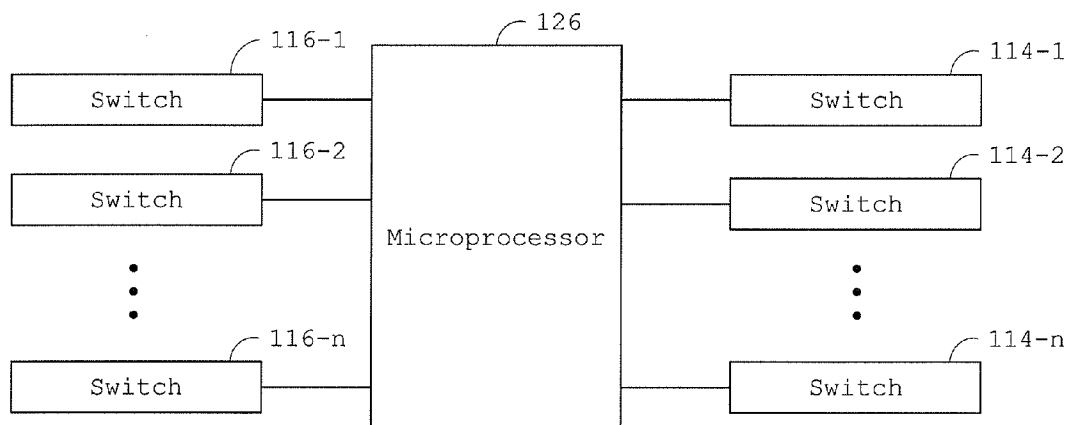 126
116-1
114-1
Switch
Switch
116-2
114-2
Switch
Switch
Microprocessor
116-n
114-n
Switch
Switch